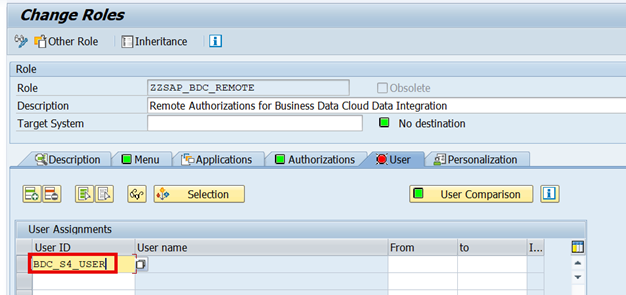 Change Roles
Other Role Inheritance
Role
Role ZZSAP_BDC_REMOTE Obsolete
Description Remote Authorizations for Business Data Cloud Data Integration
Target System No destination
Description Menu Applications Authorizations User Personalization
Selection User Comparison
User Assignments
User ID User name From to I...
BDC_S4_USER